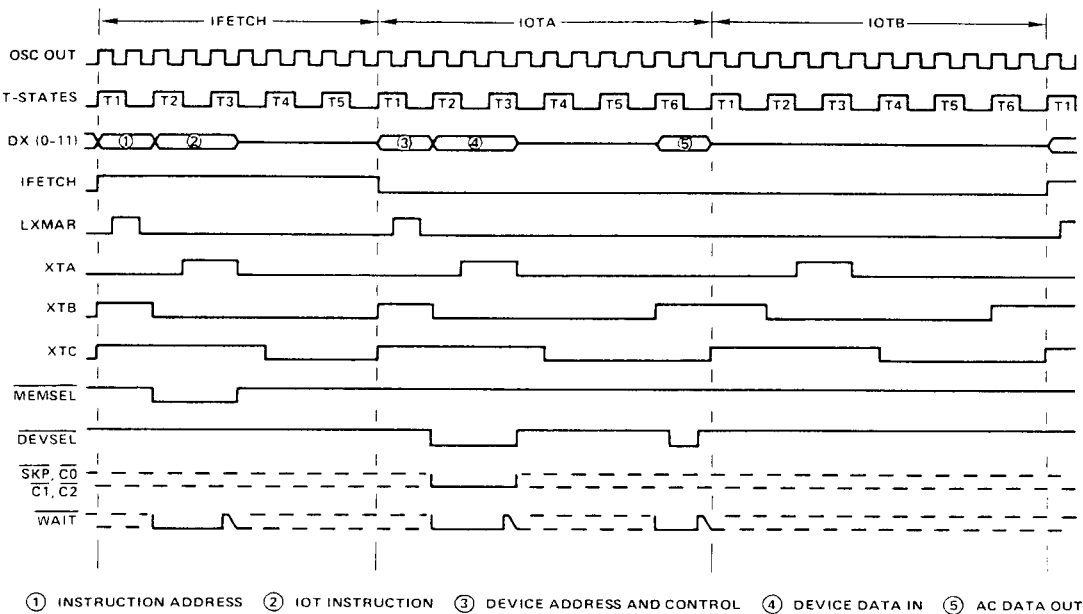 IFETCH IOTA IOTB
OSC OUT
T-STATES T1 T2 T3 T4 T5 T1 T2 T3 T4 T5 T6 T1 T2 T3 T4 T5 T6 T1
DX (0-11) ① ② ③ ④ ⑤
IFETCH
LXMAR
XTA
XTB
XTC
MEMSEL
DEVSEL
SKP, C0
C1, C2
WAIT
① INSTRUCTION ADDRESS ② IOT INSTRUCTION ③ DEVICE ADDRESS AND CONTROL ④ DEVICE DATA IN ⑤ AC DATA OUT